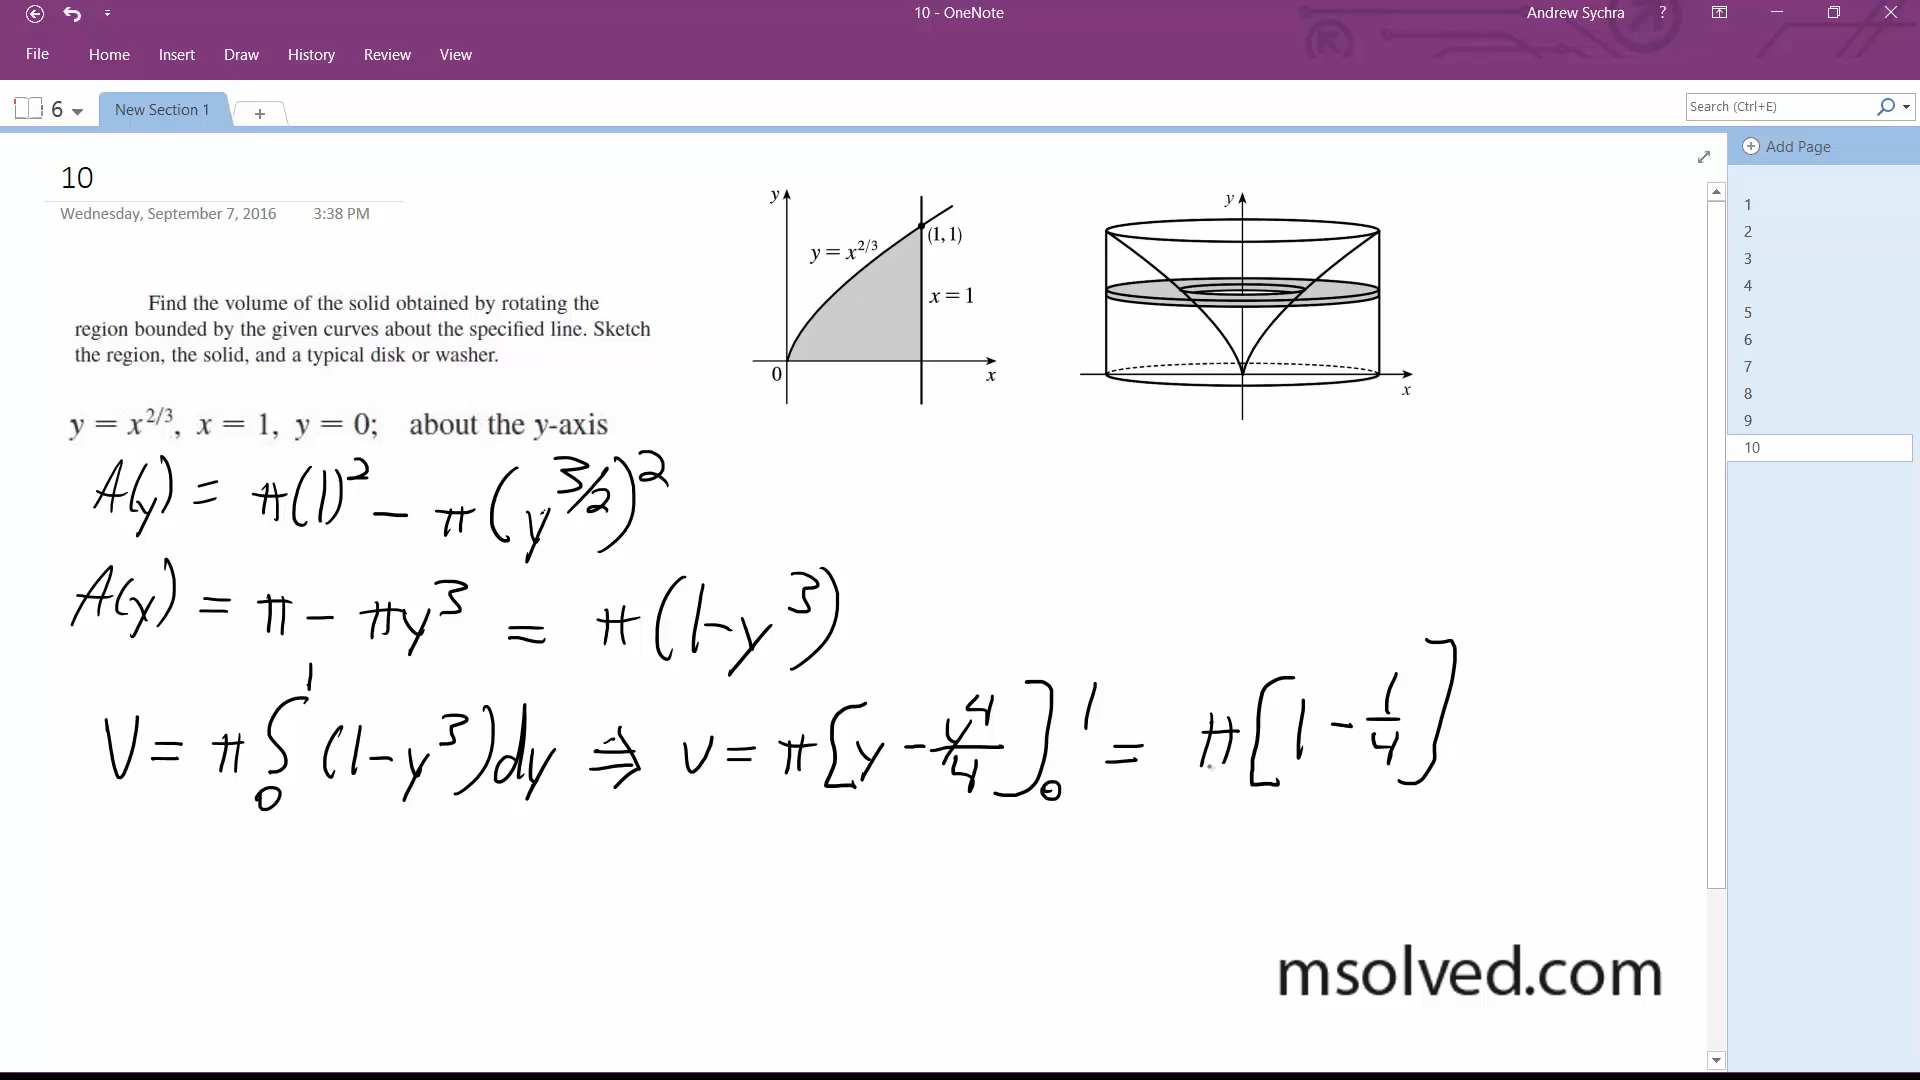 10 - OneNote
Andrew Sychra
?
File Home Insert Draw History Review View
6
New Section 1
+
Search (Ctrl+E)
Add Page
10
Wednesday, September 7, 2016 3:38 PM
Find the volume of the solid obtained by rotating the
region bounded by the given curves about the specified line. Sketch
the region, the solid, and a typical disk or washer.
y = x^{2/3}, x = 1, y = 0; about the y-axis
y
y = x^{2/3}
(1, 1)
x = 1
0
x
y
x
A(y) = π(1)^2 - π(y^{3/2})^2
A(y) = π - πy^3 = π(1-y^3)
V = π∫_0^1 (1-y^3)dy ⇒ V = π[y - y^4/4]_0^1 = π[1 - 1/4]
msolved.com
1
2
3
4
5
6
7
8
9
10